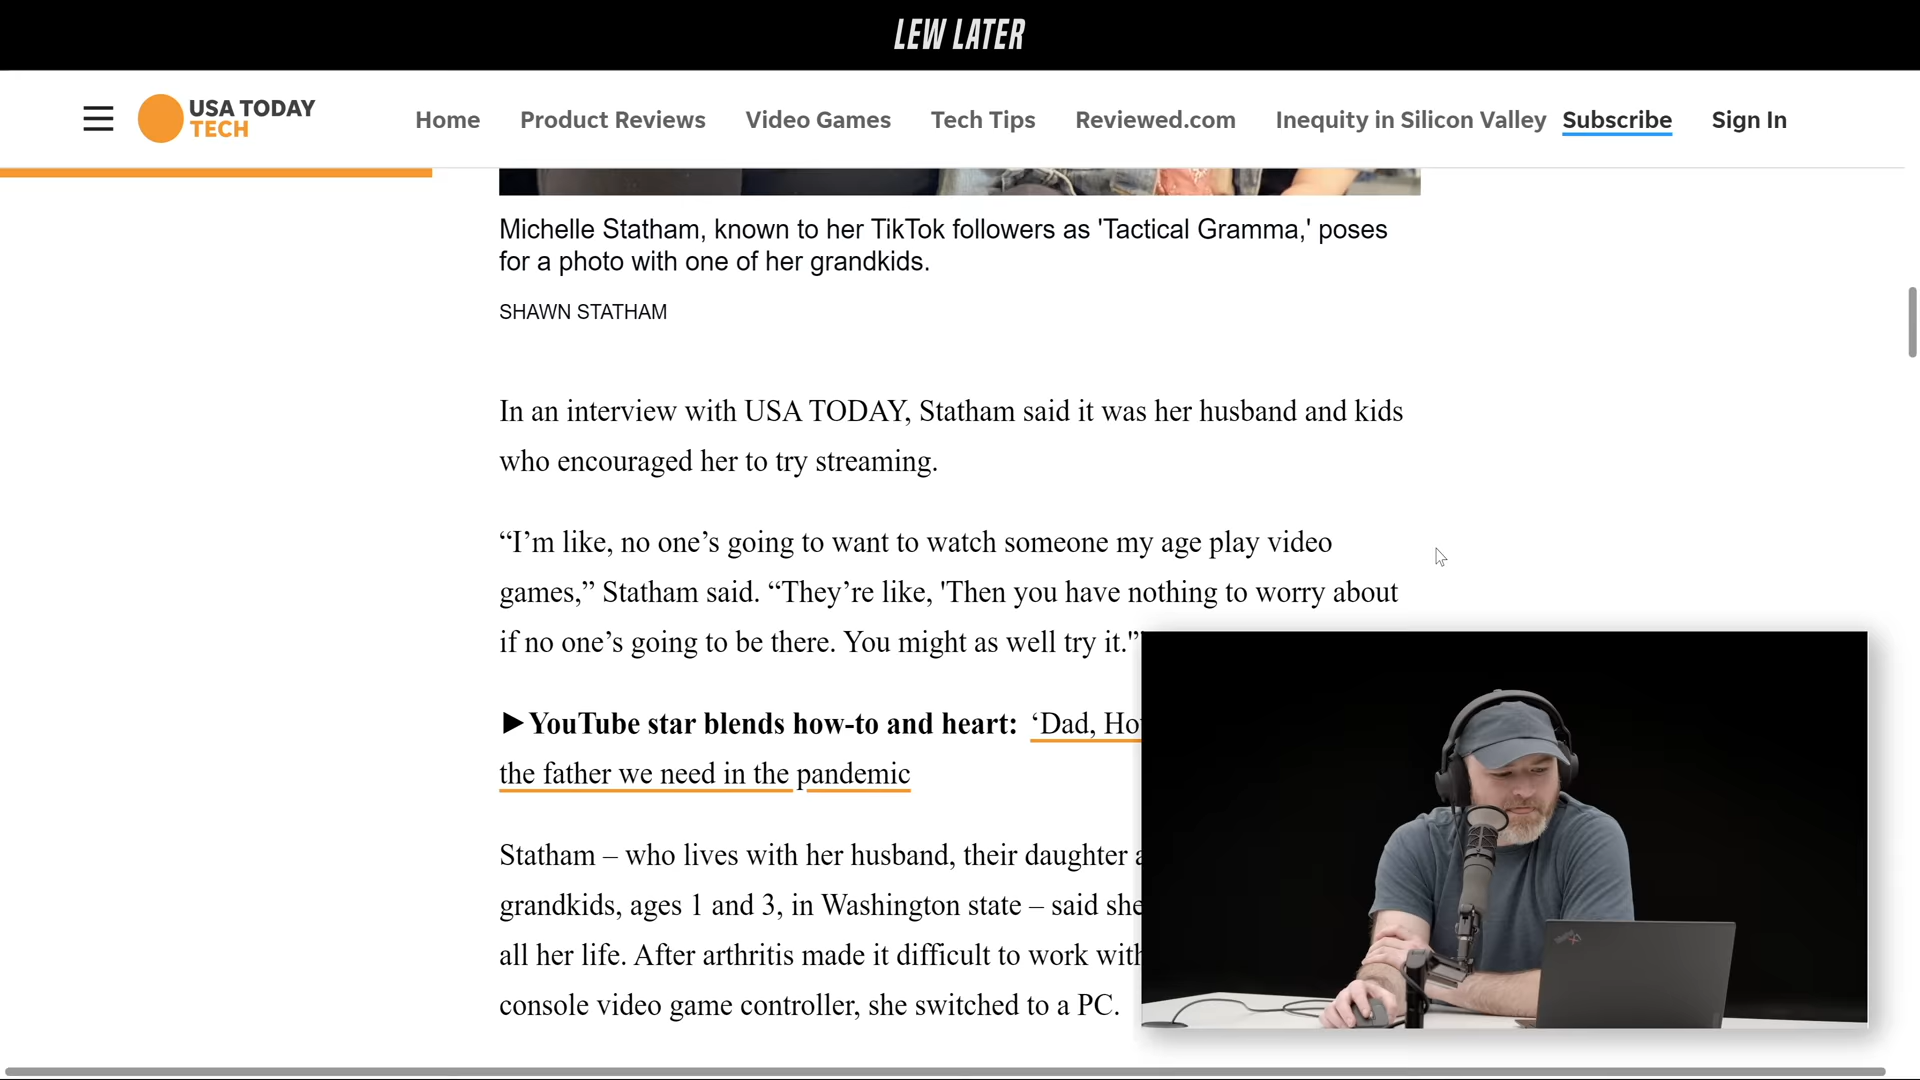 LEW LATER
USA TODAY
TECH
Home
Product Reviews
Video Games
Tech Tips
Reviewed.com
Inequity in Silicon Valley
Subscribe
Sign In
Michelle Statham, known to her TikTok followers as 'Tactical Gramma,' poses
for a photo with one of her grandkids.
SHAWN STATHAM
In an interview with USA TODAY, Statham said it was her husband and kids
who encouraged her to try streaming.
“I’m like, no one’s going to want to watch someone my age play video
games,” Statham said. “They’re like, 'Then you have nothing to worry about
if no one’s going to be there. You might as well try it."’
►YouTube star blends how-to and heart: ‘Dad,
the father we need in the pandemic
Statham – who lives with her husband, their daughter
grandkids, ages 1 and 3, in Washington state – said she
all her life. After arthritis made it difficult to work
console video game controller, she switched to a PC.